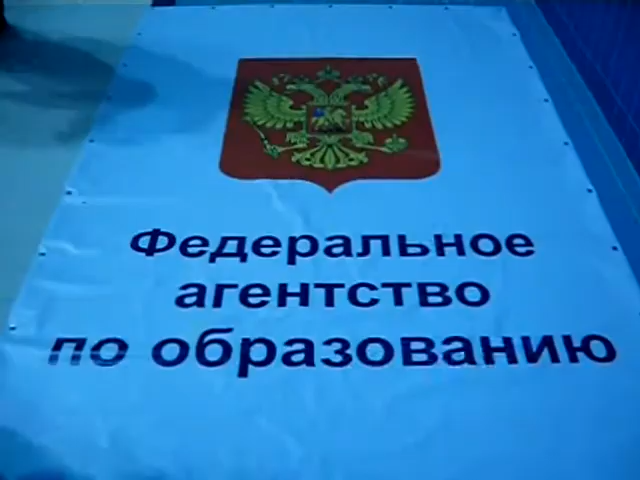 Федеральное
агентство
по образованию